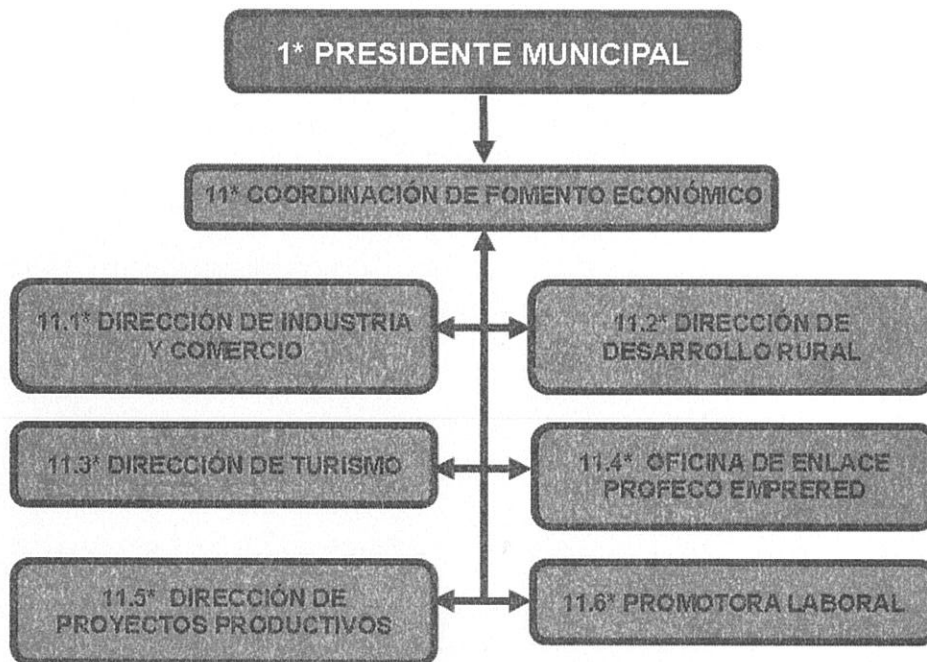 1* PRESIDENTE MUNICIPAL
11* COORDINACIÓN DE FOMENTO ECONÓMICO
11.1* DIRECCIÓN DE INDUSTRIA
Y COMERCIO
11.2* DIRECCIÓN DE
DESARROLLO RURAL
11.3* DIRECCIÓN DE TURISMO
11.4* OFICINA DE ENLACE
PROFECO EMPRERED
11.5* DIRECCIÓN DE
PROYECTOS PRODUCTIVOS
11.6* PROMOTORA LABORAL